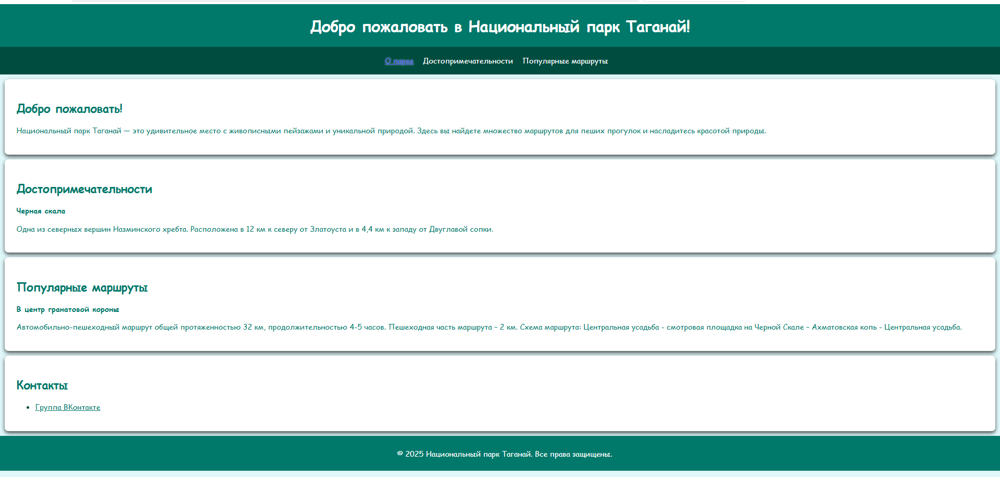 Добро пожаловать в Национальный парк Таганай!
О парке Достопримечательности Популярные маршруты
Добро пожаловать!
Национальный парк Таганай — это удивительное место с живописными пейзажами и уникальной природой. Здесь вы найдете множество маршрутов для пеших прогулок и насладитесь красотой природы.
Достопримечательности
Черная скала
Одна из северных вершин Назминского хребта. Расположена в 12 км к северу от Златоуста и в 4,4 км к западу от Двуглавой сопки.
Популярные маршруты
В центр гранатовой короны
Автомобильно-пешеходный маршрут общей протяженностью 32 км, продолжительностью 4-5 часов. Пешеходная часть маршрута – 2 км. Схема маршрута: Центральная усадьба - смотровая площадка на Черной Скале – Ахматовская копь - Центральная усадьба.
Контакты
Группа ВКонтакте
© 2025 Национальный парк Таганай. Все права защищены.